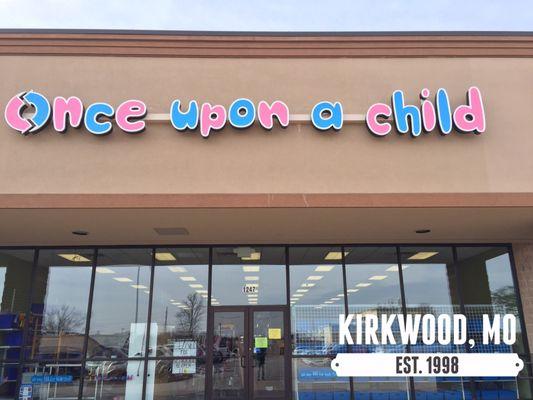 Once upon a child
1247
KIRKWOOD, MO
EST. 1998